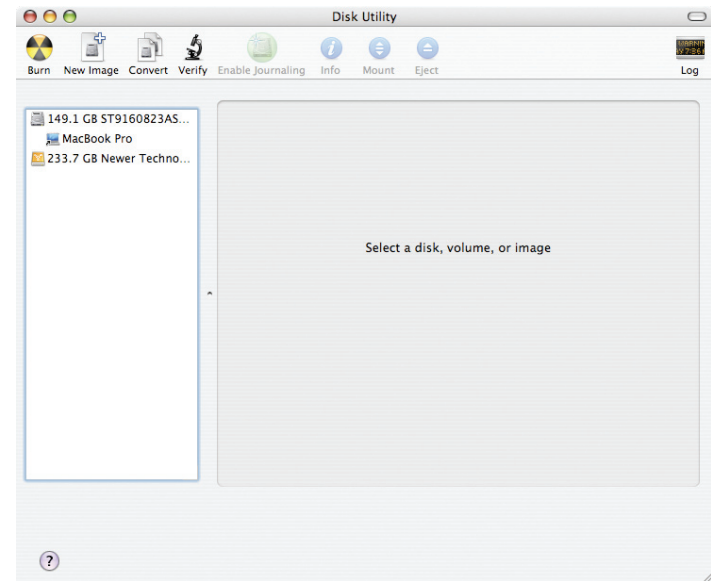 Disk Utility
Burn New Image Convert Verify Enable Journaling Info Mount Eject Log
149.1 GB ST9160823AS...
MacBook Pro
233.7 GB Newer Techno...
Select a disk, volume, or image
?